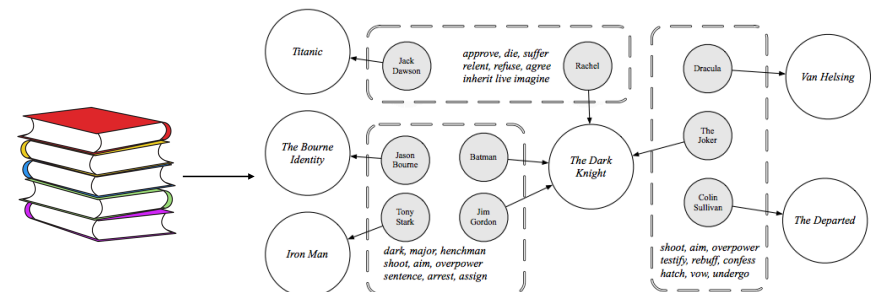 Titanic
Jack
Dawson
approve, die, suffer
relent, refuse, agree
inherit live imagine
Rachel
Dracula
Van Helsing
The Bourne
Identity
Jason
Bourne
Batman
The Dark
Knight
The
Joker
Iron Man
Tony
Stark
Jim
Gordon
dark, major, henchman
shoot, aim, overpower
sentence, arrest, assign
Colin
Sullivan
The Departed
shoot, aim, overpower
testify, rebuff, confess
hatch, vow, undergo